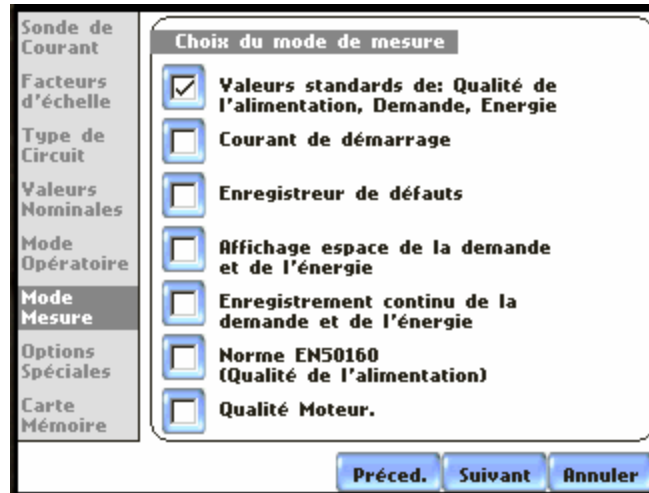 Sonde de
Courant
Facteurs
d'échelle
Type de
Circuit
Valeurs
Nominales
Mode
Opératoire
Mode
Mesure
Options
Spéciales
Carte
Mémoire
Choix du mode de mesure
Valeurs standards de: Qualité de
l'alimentation, Demande, Energie
Courant de démarrage
Enregistreur de défauts
Affichage espace de la demande
et de l'énergie
Enregistrement continu de la
demande et de l'énergie
Norme EN50160
(Qualité de l'alimentation)
Qualité Moteur.
Préced.
Suivant
Annuler